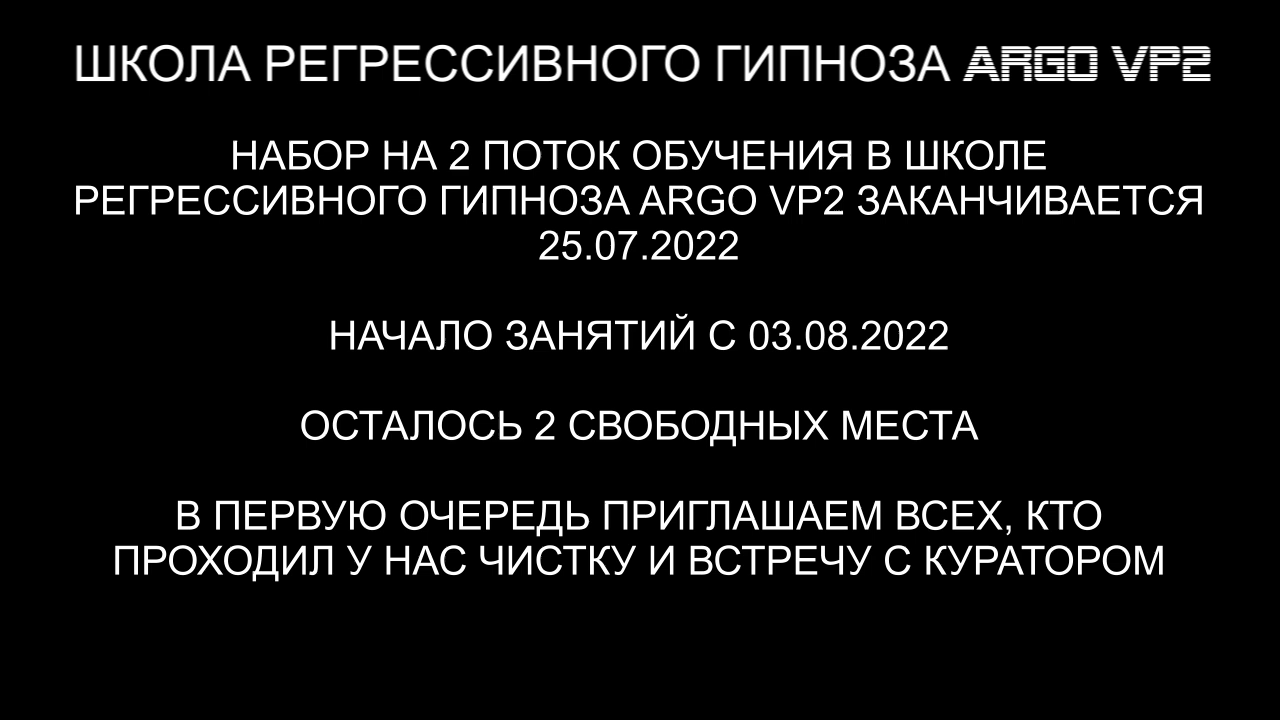 ШКОЛА РЕГРЕССИВНОГО ГИПНОЗА ARGO VP2
НАБОР НА 2 ПОТОК ОБУЧЕНИЯ В ШКОЛЕ
РЕГРЕССИВНОГО ГИПНОЗА ARGO VP2 ЗАКАНЧИВАЕТСЯ
25.07.2022
НАЧАЛО ЗАНЯТИЙ С 03.08.2022
ОСТАЛОСЬ 2 СВОБОДНЫХ МЕСТА
В ПЕРВУЮ ОЧЕРЕДЬ ПРИГЛАШАЕМ ВСЕХ, КТО
ПРОХОДИЛ У НАС ЧИСТКУ И ВСТРЕЧУ С КУРАТОРОМ